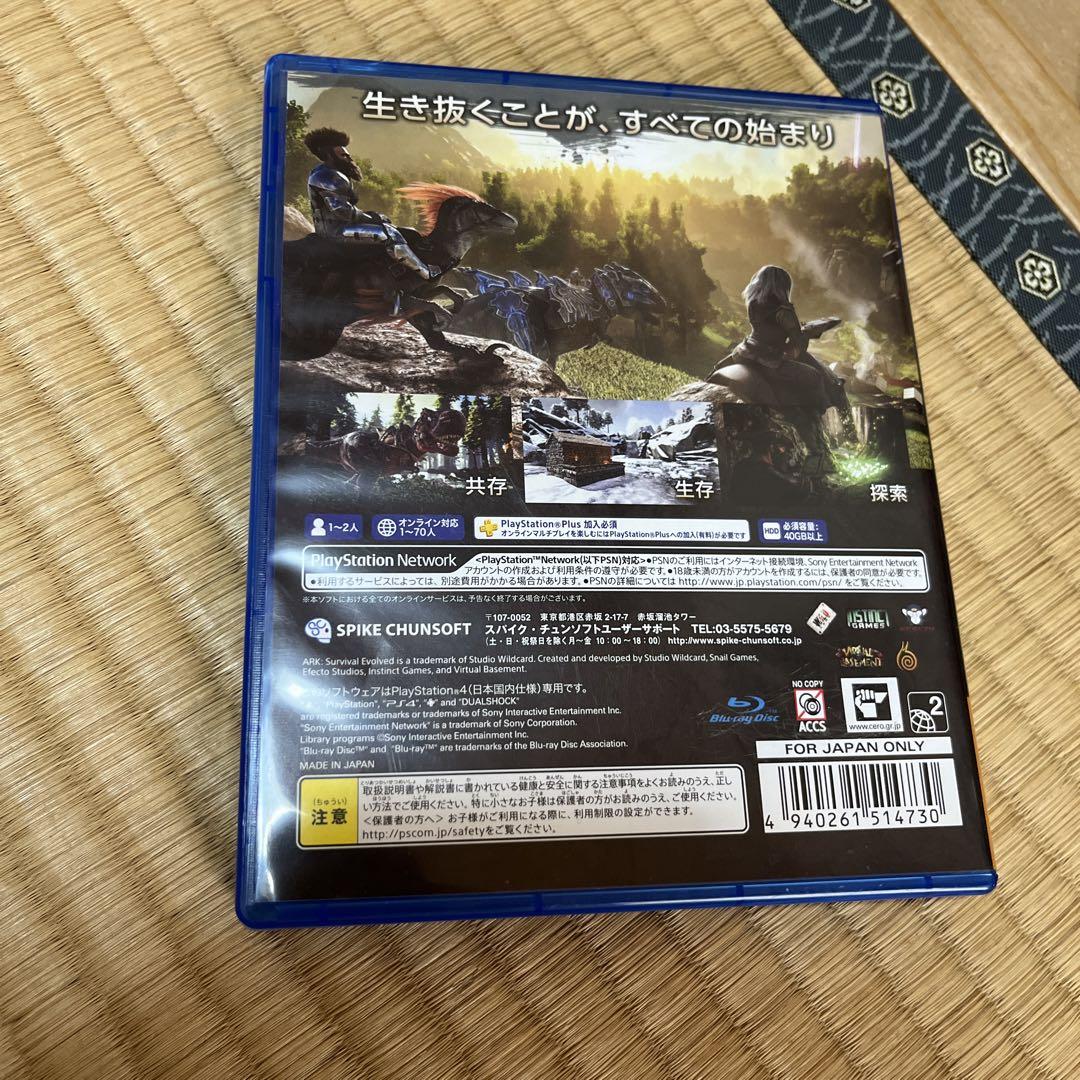 生き抜くことが、すべての始まり
共存
生存
探索
1~2人
オンライン対応
1~70人
PlayStation®Plus 加入必須
オンラインマルチプレイを楽しむにはPlayStation®Plusへの加入(有料)が必要です
HDD
必須容量:
40GB以上
PlayStation Network
<PlayStation™Network(以下PSN)対応>●PSNのご利用にはインターネット接続環境、Sony Entertainment Network
アカウントの作成および利用条件の遵守が必要です。●18歳未満の方がアカウントを作成するには、保護者の同意が必要です。
●利用するサービスによっては、別途費用がかかる場合があります。●PSNの詳細については http://www.jp.playstation.com/psn/ をご覧ください。
※本ソフトにおける全てのオンラインサービスは、予告なく終了する場合がございます。
SPIKE CHUNSOFT
〒107-0052 東京都港区赤坂 2-17-7 赤坂溜池タワー
スパイク・チュンソフトユーザーサポート TEL:03-5575-5679
(土・日・祝祭日を除く月~金 10:00~18:00) http://www.spike-chunsoft.co.jp
INSTINCT
GAMES
VIRTUAL
BASEMENT
ARK: Survival Evolved is a trademark of Studio Wildcard. Created and developed by Studio Wildcard, Snail Games,
Efecto Studios, Instinct Games, and Virtual Basement.
ソフトウェアはPlayStation®4(日本国内仕様)専用です。
"PlayStation", "PS4", and "DUALSHOCK"
are registered trademarks or trademarks of Sony Interactive Entertainment Inc.
"Sony Entertainment Network" is a trademark of Sony Corporation.
Library programs ©Sony Interactive Entertainment Inc.
"Blu-ray Disc™" and "Blu-ray™" are trademarks of the Blu-ray Disc Association.
MADE IN JAPAN
Blu-ray Disc
NO COPY
ACCS
www.cero.gr.jp
2
FOR JAPAN ONLY
4 940261 514730
(ちゅうい)
注意
取扱説明書や解説書に書かれている健康と安全に関する注意事項をよくお読みのうえ、正し
い方法でご使用ください。特に小さなお子様は保護者の方がお読みのうえ、ご使用ください。
<保護者の方へ> お子様がご利用になる際に、利用制限の設定ができます。
http://pscom.jp/safetyをご覧ください。